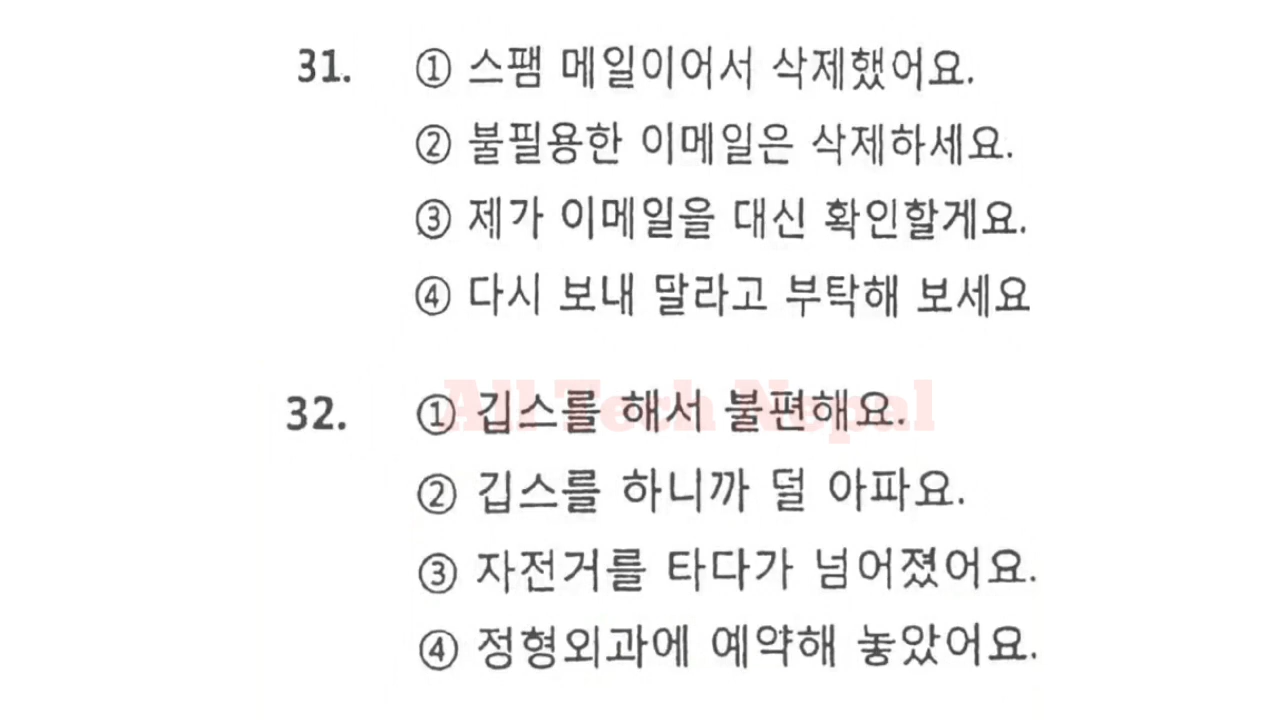 31. ① 스팸 메일이어서 삭제했어요.
② 불필요한 이메일은 삭제하세요.
③ 제가 이메일을 대신 확인할게요.
④ 다시 보내 달라고 부탁해 보세요
All Tech Nepal
32. ① 깁스를 해서 불편해요.
② 깁스를 하니까 덜 아파요.
③ 자전거를 타다가 넘어졌어요.
④ 정형외과에 예약해 놓았어요.